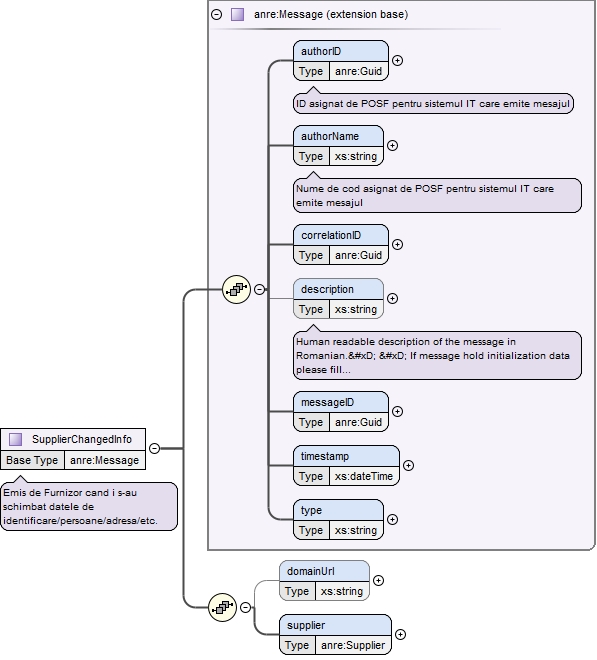 anre:Message (extension base)
authorID
Type anre:Guid
ID asignat de POSF pentru sistemul IT care emite mesajul
authorName
Type xs:string
Nume de cod asignat de POSF pentru sistemul IT care
emite mesajul
correlationID
Type anre:Guid
description
Type xs:string
Human readable description of the message in
Romanian.&#xD; &#xD; If message hold initialization data
please fill...
messageID
Type anre:Guid
timestamp
Type xs:dateTime
type
Type xs:string
SupplierChangedInfo
Base Type anre:Message
Emis de Furnizor cand i s-au
schimbat datele de
identificare/persoane/adresa/etc.
domainUrl
Type xs:string
supplier
Type anre:Supplier